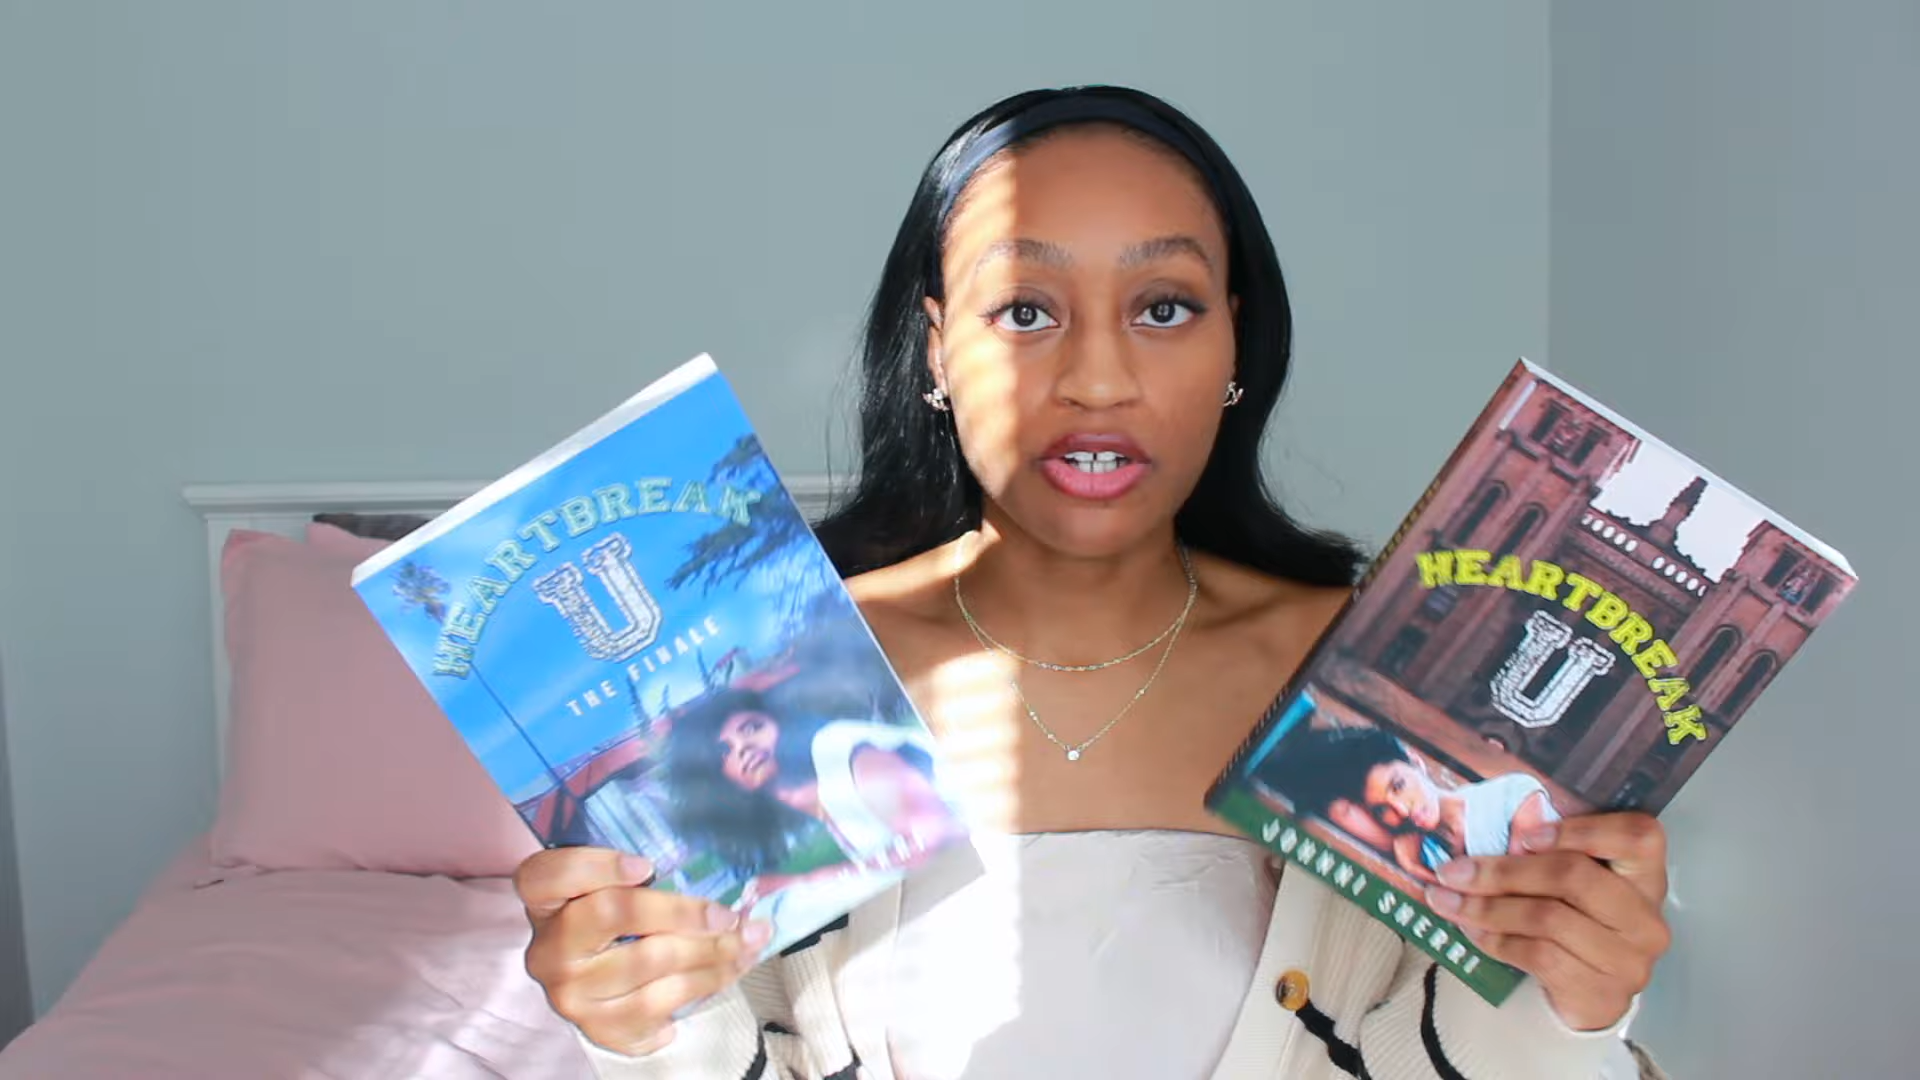 HEARTBREAK
U
THE FINALE
HEARTBREAK
U
JOHNNI SHERRI